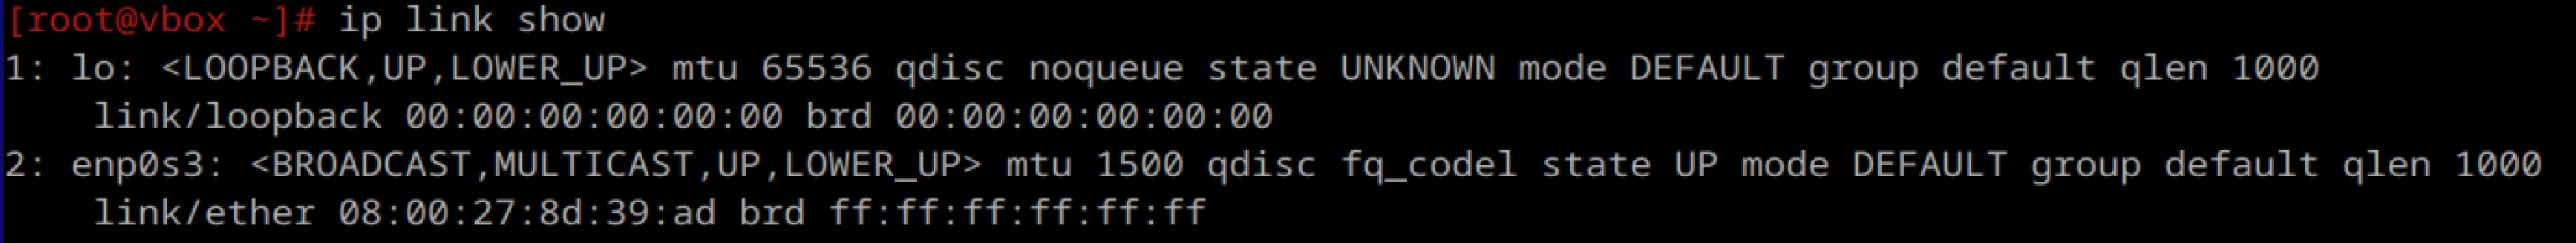 [root@vbox ~]# ip link show
1: lo: <LOOPBACK,UP,LOWER_UP> mtu 65536 qdisc noqueue state UNKNOWN mode DEFAULT group default qlen 1000
    link/loopback 00:00:00:00:00:00 brd 00:00:00:00:00:00
2: enp0s3: <BROADCAST,MULTICAST,UP,LOWER_UP> mtu 1500 qdisc fq_codel state UP mode DEFAULT group default qlen 1000
    link/ether 08:00:27:8d:39:ad brd ff:ff:ff:ff:ff:ff